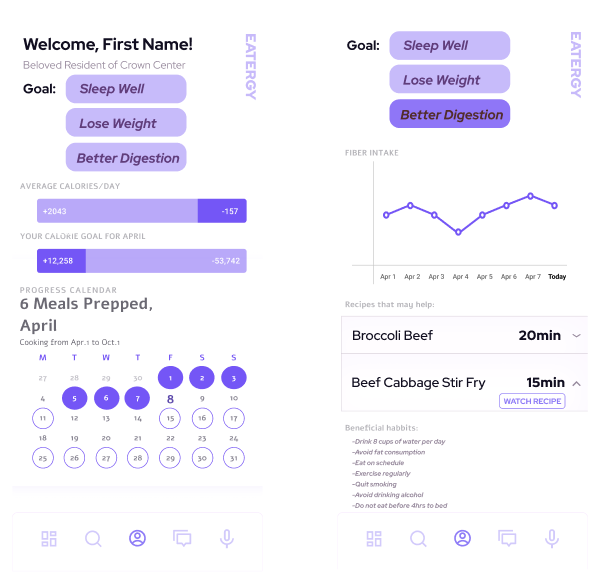 Welcome, First Name!
Beloved Resident of Crown Center
EATERGY
Goal:
Sleep Well
Lose Weight
Better Digestion
AVERAGE CALORIES/DAY
+2043 -157
YOUR CALORIE GOAL FOR APRIL
+12,258 -53,742
PROGRESS CALENDAR
6 Meals Prepped,
April
Cooking from Apr.1 to Oct.1
M T W T F S S
27 28 29 30 1 2 3
4 5 6 7 8 9 10
11 12 13 14 15 16 17
18 19 20 21 22 23 24
25 26 27 28 29 30 31
Goal:
Sleep Well
Lose Weight
Better Digestion
EATERGY
FIBER INTAKE
Apr 1 Apr 2 Apr 3 Apr 4 Apr 5 Apr 6 Apr 7 Today
Recipes that may help:
Broccoli Beef 20min
Beef Cabbage Stir Fry 15min
WATCH RECIPE
Beneficial habbits:
-Drink 8 cups of water per day
-Avoid fat consumption
-Eat on schedule
-Exercise regularly
-Quit smoking
-Avoid drinking alcohol
-Do not eat before 4hrs to bed